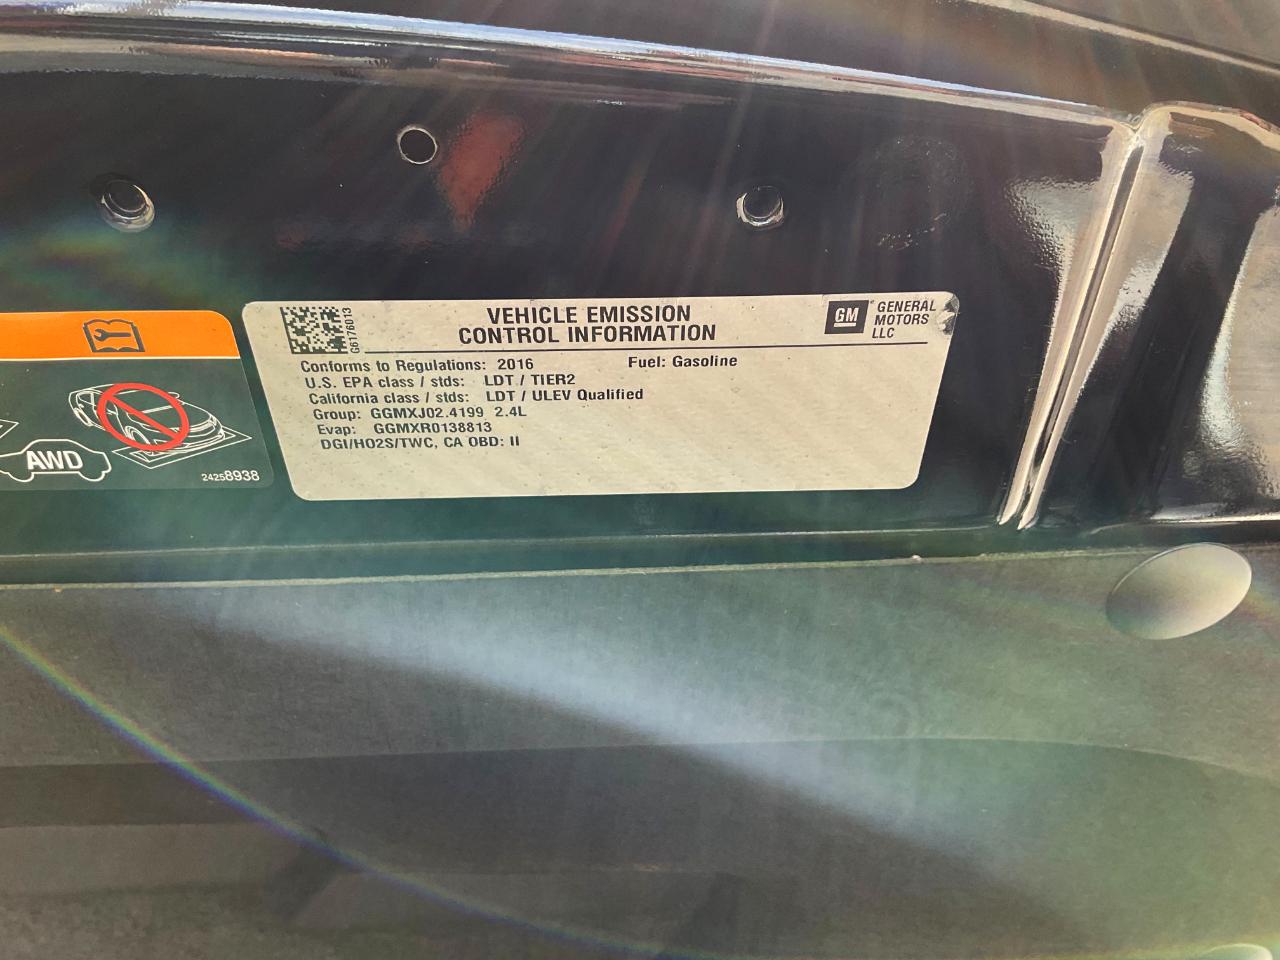 G6176013
VEHICLE EMISSION
CONTROL INFORMATION
GM
GENERAL
MOTORS
LLC
Conforms to Regulations: 2016 Fuel: Gasoline
U.S. EPA class / stds: LDT / TIER2
California class / stds: LDT / ULEV Qualified
Group: GGMXJ02.4199 2.4L
Evap: GGMXR0138813
DGI/HO2S/TWC, CA OBD: II
AWD
24258938